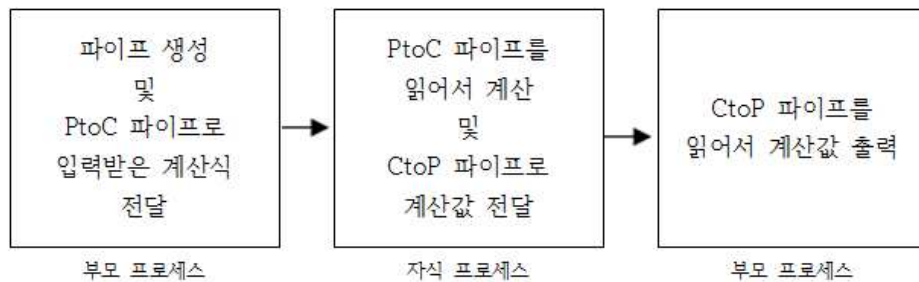 파이프 생성
및
PtoC 파이프로
입력받은 계산식
전달
부모 프로세스
PtoC 파이프를
읽어서 계산
및
CtoP 파이프로
계산값 전달
자식 프로세스
CtoP 파이프를
읽어서 계산값 출력
부모 프로세스